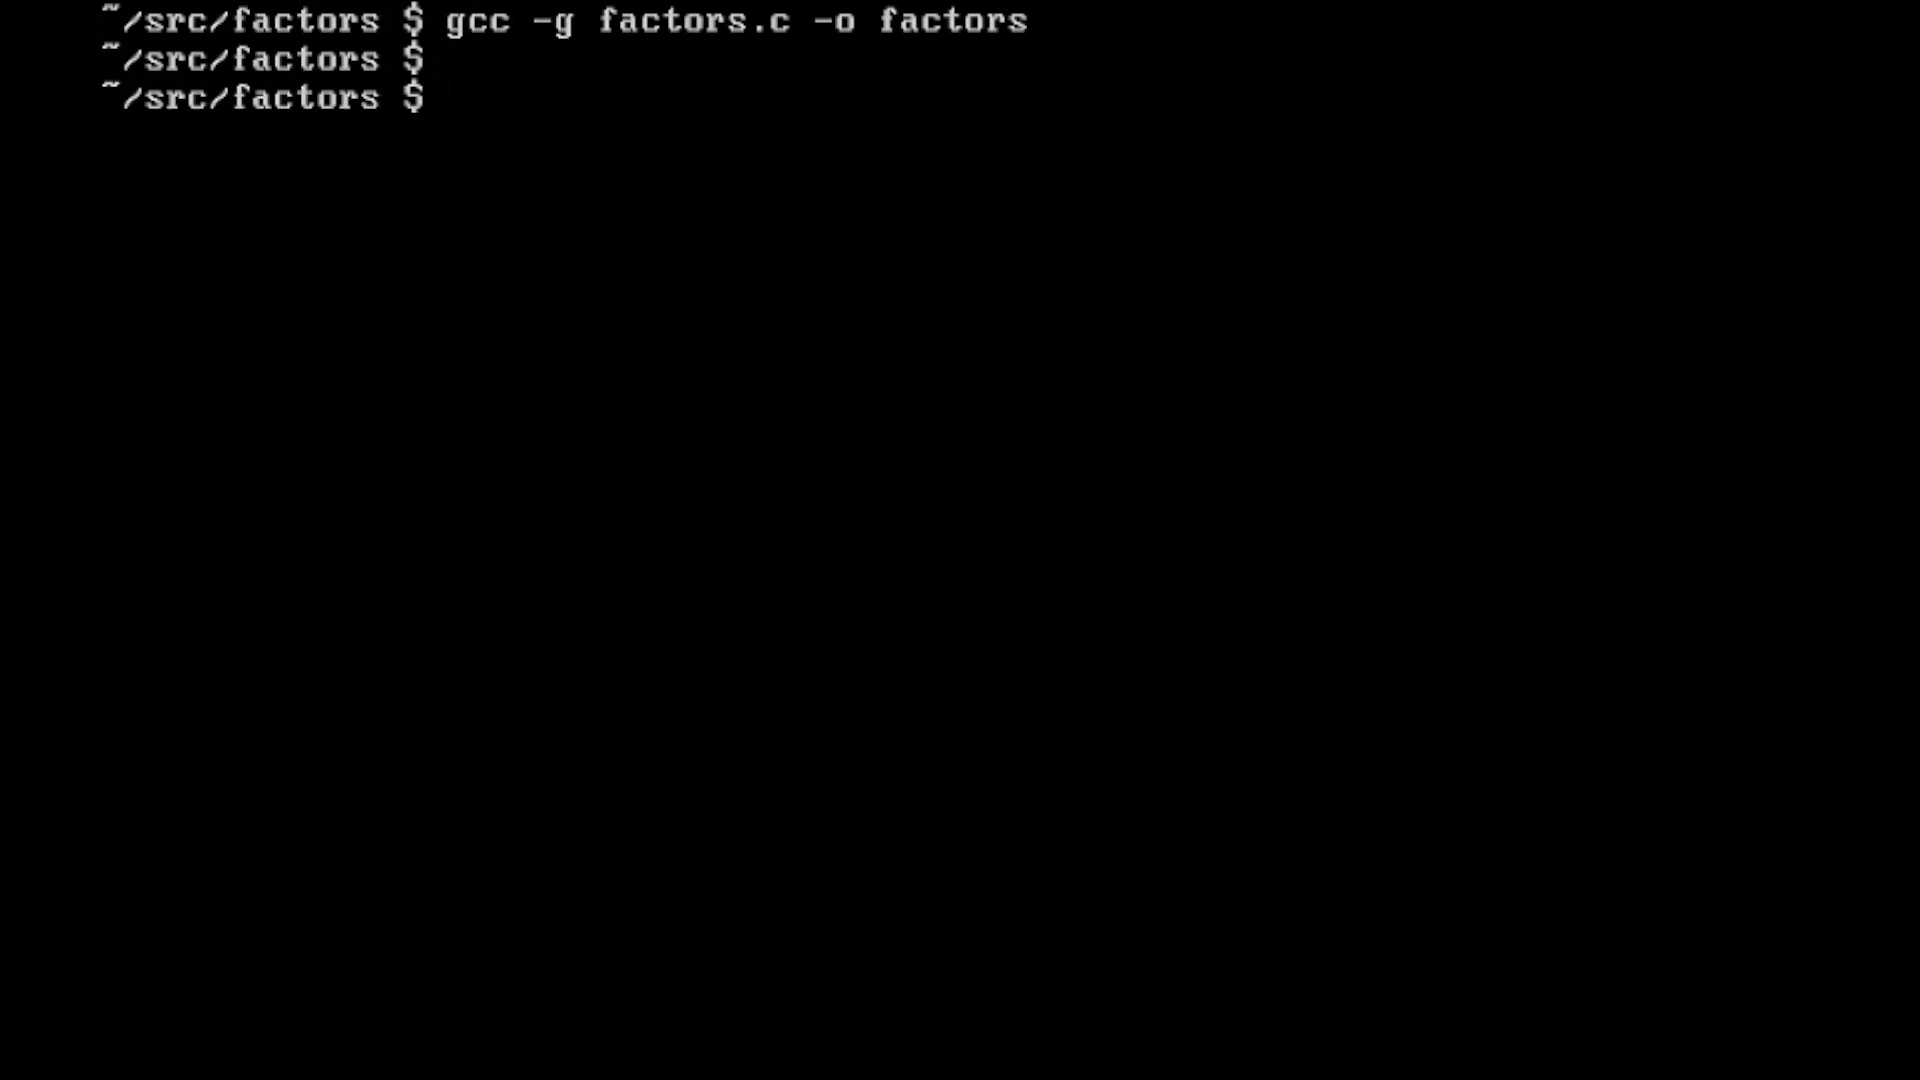 ~/src/factors $ gcc -g factors.c -o factors
~/src/factors $
~/src/factors $